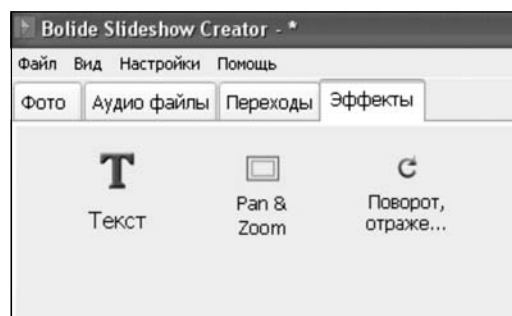 Bolide Slideshow Creator - *
Файл Вид Настройки Помощь
Фото Аудио файлы Переходы Эффекты
Текст
Pan &
Zoom
Поворот,
отраже...